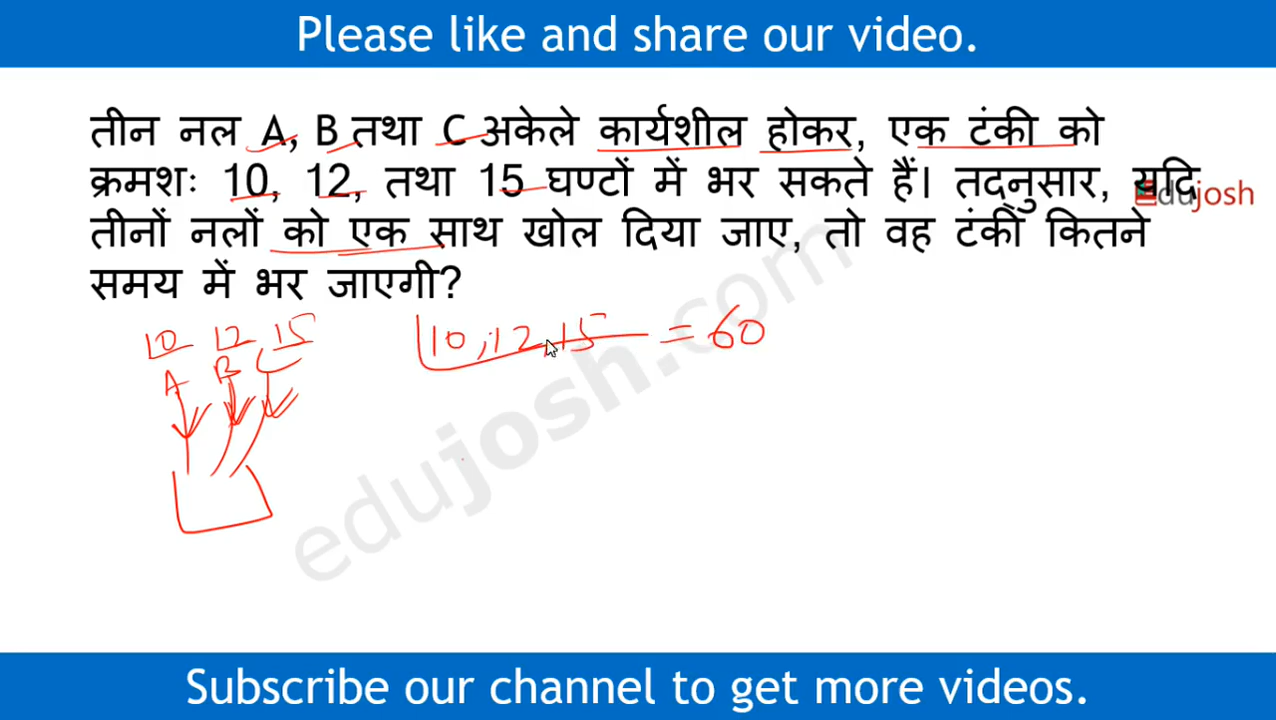 Please like and share our video.
तीन नल A, B तथा C अकेले कार्यशील होकर, एक टंकी को
क्रमशः 10, 12, तथा 15 घण्टों में भर सकते हैं। तद्नुसार, यदि
edujosh
तीनों नलों को एक साथ खोल दिया जाए, तो वह टंकी कितने
समय में भर जाएगी?
10 12 15
10,12,15 = 60
A B C
edujosh.com
Subscribe our channel to get more videos.